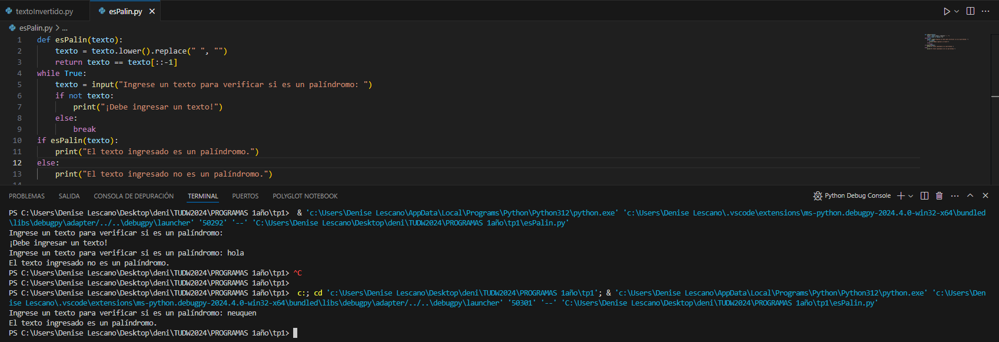 textoInvertido.py esPalin.py
esPalin.py > ...
1 def esPalin(texto):
2     texto = texto.lower().replace(" ", "")
3     return texto == texto[::-1]
4 while True:
5     texto = input("Ingrese un texto para verificar si es un palíndromo: ")
6     if not texto:
7         print("¡Debe ingresar un texto!")
8     else:
9         break
10 if esPalin(texto):
11     print("El texto ingresado es un palíndromo.")
12 else:
13     print("El texto ingresado no es un palíndromo.")
14
PROBLEMAS SALIDA CONSOLA DE DEPURACIÓN TERMINAL PUERTOS POLYGLOT NOTEBOOK Python Debug Console
PS C:\Users\Denise Lescano\Desktop\deni\TUDW2024\PROGRAMAS 1año\tp1>  & 'c:\Users\Denise Lescano\AppData\Local\Programs\Python\Python312\python.exe' 'c:\Users\Denise Lescano\.vscode\extensions\ms-python.debugpy-2024.4.0-win32-x64\bundled
\libs\debugpy\adapter/../..\debugpy\launcher' '50292' '--' 'C:\Users\Denise Lescano\Desktop\deni\TUDW2024\PROGRAMAS 1año\tp1\esPalin.py'
Ingrese un texto para verificar si es un palíndromo:
¡Debe ingresar un texto!
Ingrese un texto para verificar si es un palíndromo: hola
El texto ingresado no es un palíndromo.
PS C:\Users\Denise Lescano\Desktop\deni\TUDW2024\PROGRAMAS 1año\tp1> ^C
PS C:\Users\Denise Lescano\Desktop\deni\TUDW2024\PROGRAMAS 1año\tp1>
PS C:\Users\Denise Lescano\Desktop\deni\TUDW2024\PROGRAMAS 1año\tp1>  c:; cd 'c:\Users\Denise Lescano\Desktop\deni\TUDW2024\PROGRAMAS 1año\tp1'; & 'c:\Users\Denise Lescano\AppData\Local\Programs\Python\Python312\python.exe' 'c:\Users\Den
ise Lescano\.vscode\extensions\ms-python.debugpy-2024.4.0-win32-x64\bundled\libs\debugpy\adapter/../..\debugpy\launcher' '50301' '--' 'C:\Users\Denise Lescano\Desktop\deni\TUDW2024\PROGRAMAS 1año\tp1\esPalin.py'
Ingrese un texto para verificar si es un palíndromo: neuquen
El texto ingresado es un palíndromo.
PS C:\Users\Denise Lescano\Desktop\deni\TUDW2024\PROGRAMAS 1año\tp1>